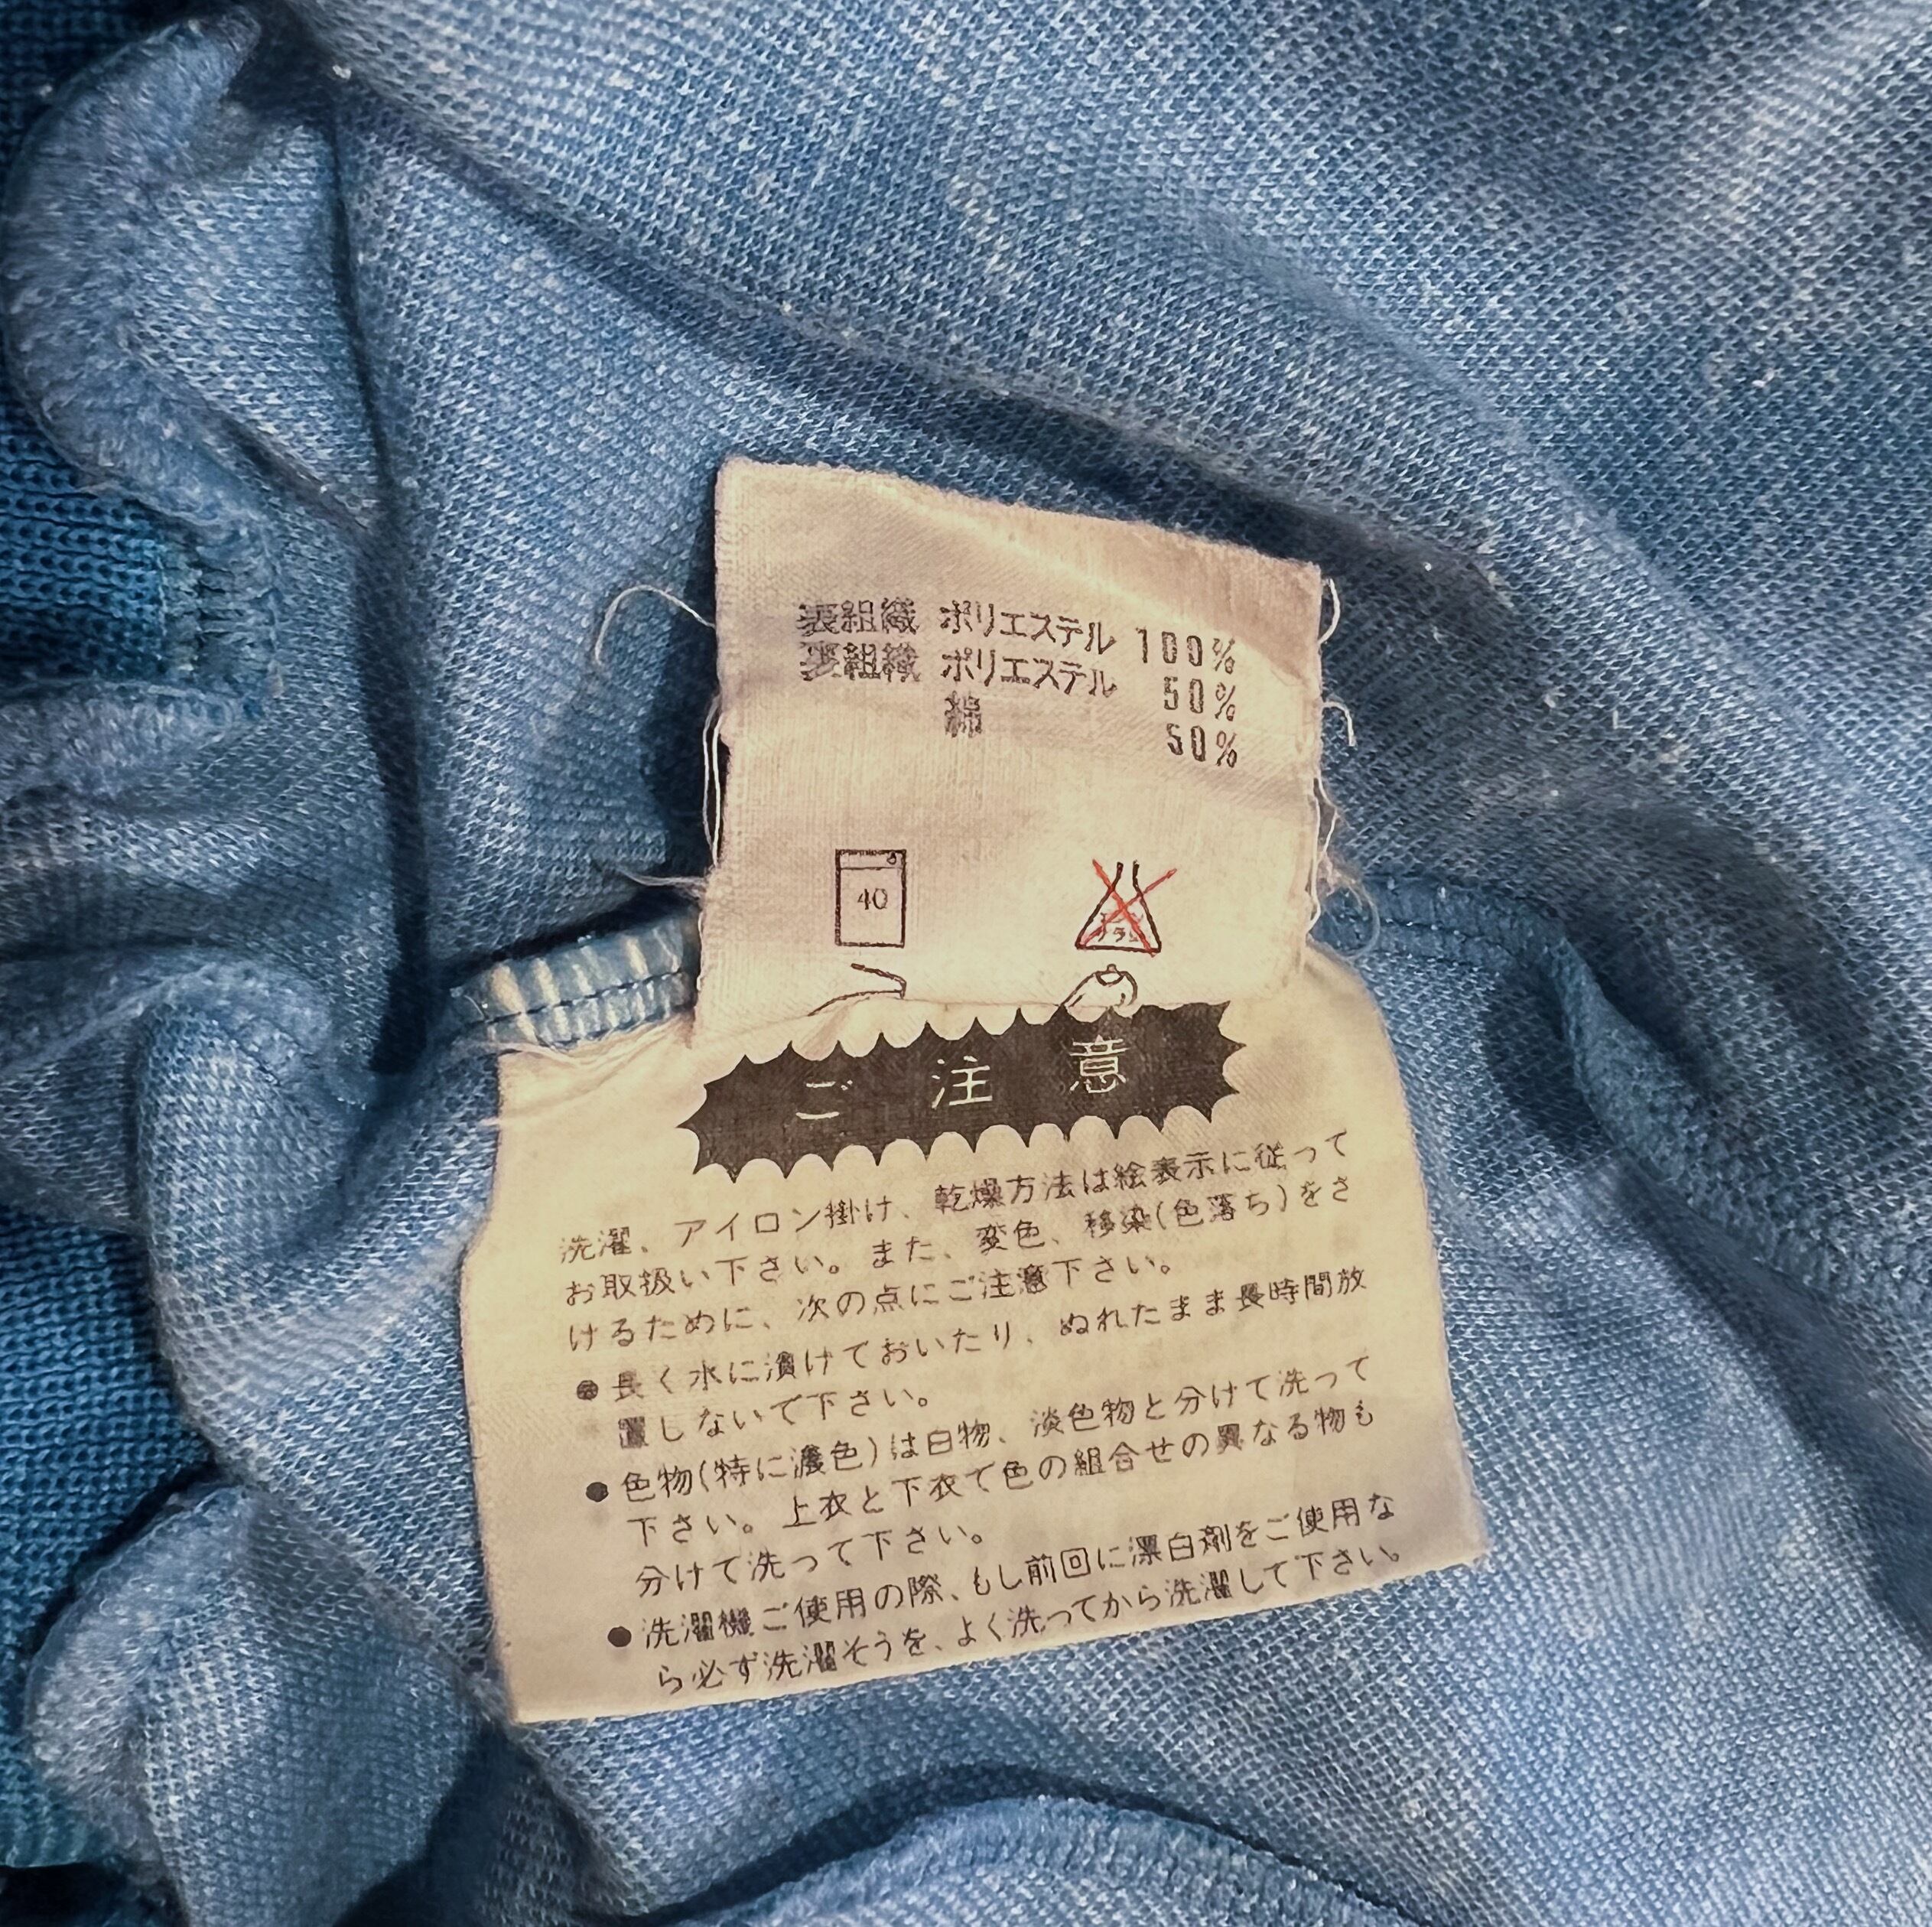 表組織 ポリエステル 100%
裏組織 ポリエステル 50%
綿 50%
40
ご注意
洗濯、アイロン掛け、乾燥方法は絵表示に従って
お取扱い下さい。また、変色、移染(色落ち)をさ
けるために、次の点にご注意下さい。
●長く水に漬けておいたり、ぬれたまま長時間放
置しないで下さい。
●色物(特に濃色)は白物、淡色物と分けて洗って
下さい。上衣と下衣で色の組合せの異なる物も
分けて洗って下さい。
●洗濯機ご使用の際、もし前回に漂白剤をご使用な
ら必ず洗濯そうを、よく洗ってから洗濯して下さい。